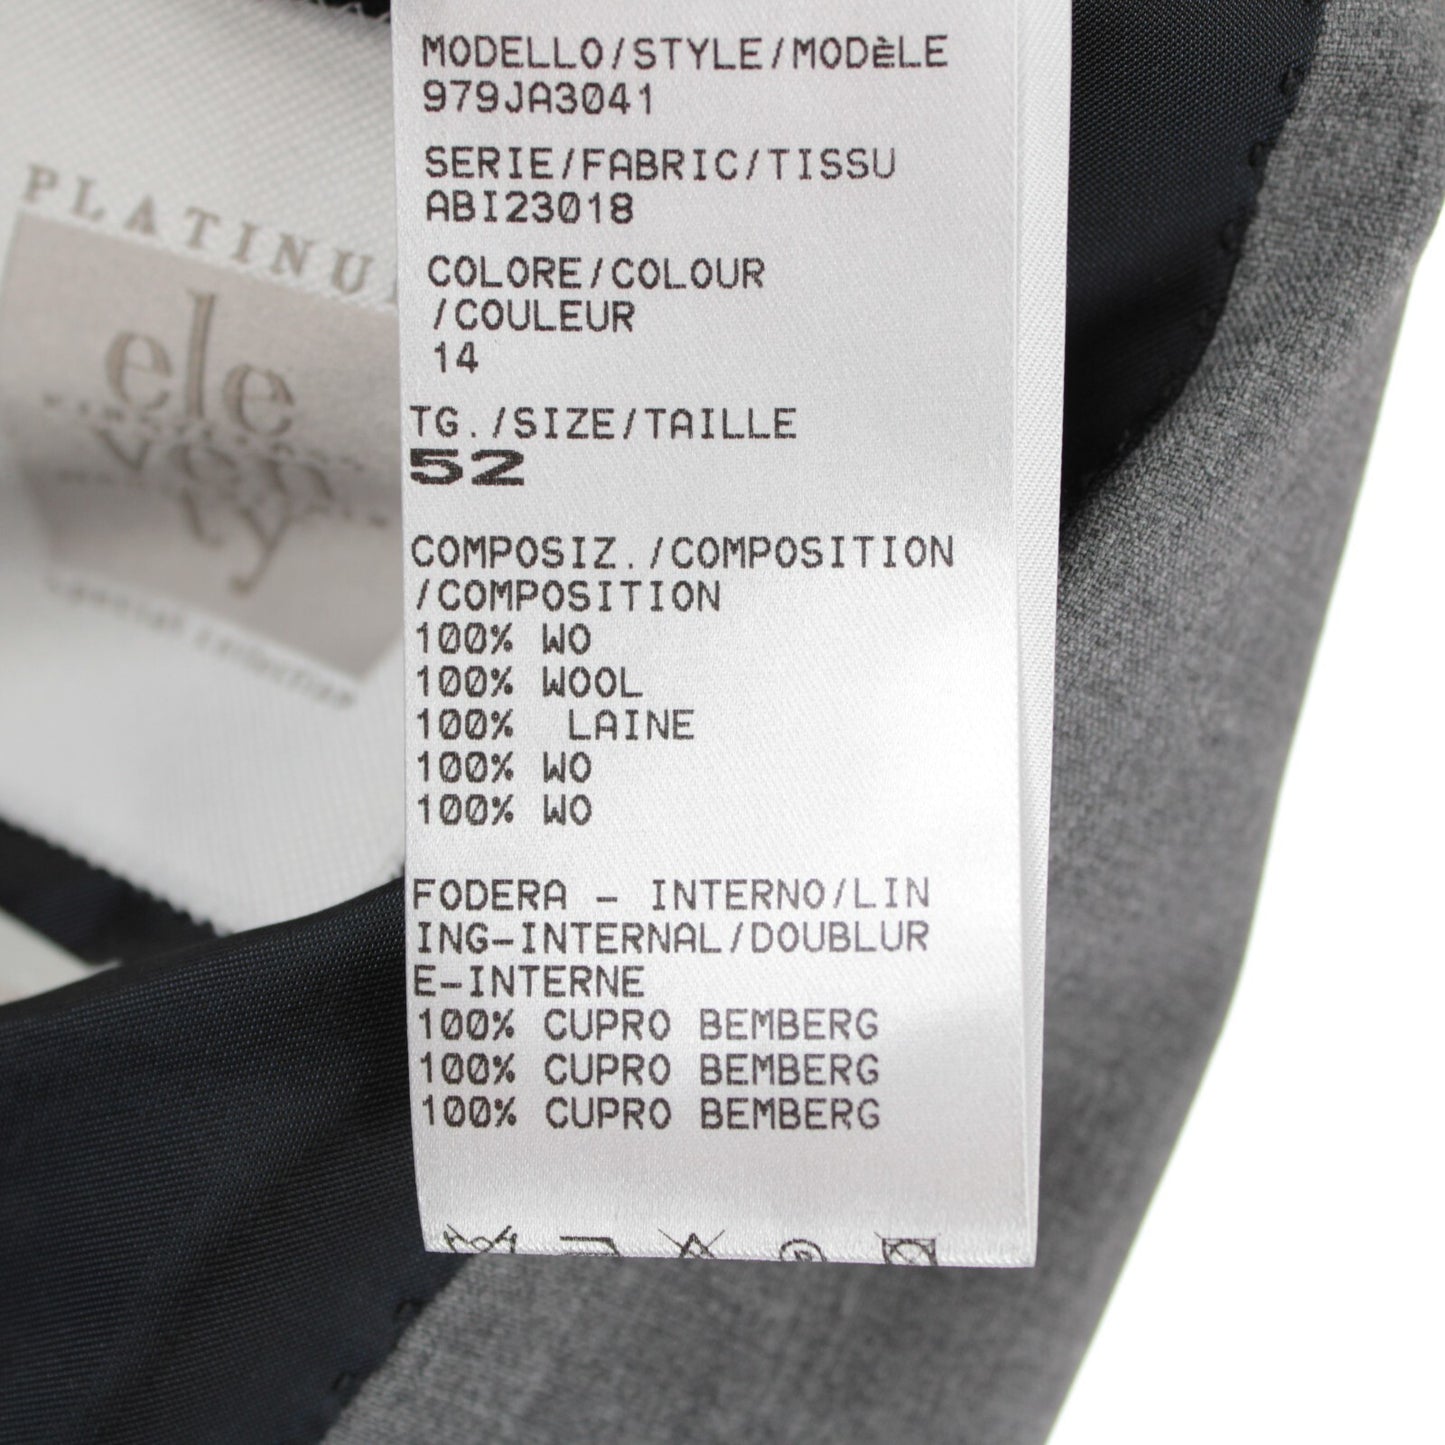 MODELLO/STYLE/MODèLE
979JA3041
SERIE/FABRIC/TISSU
ABI23018
COLORE/COLOUR
/COULEUR
14
TG./SIZE/TAILLE
52
COMPOSIZ./COMPOSITION
/COMPOSITION
100% WO
100% WOOL
100% LAINE
100% WO
100% WO
FODERA - INTERNO/LIN
ING-INTERNAL/DOUBLUR
E-INTERNE
100% CUPRO BEMBERG
100% CUPRO BEMBERG
100% CUPRO BEMBERG
PLATINU
ele
ven
ty